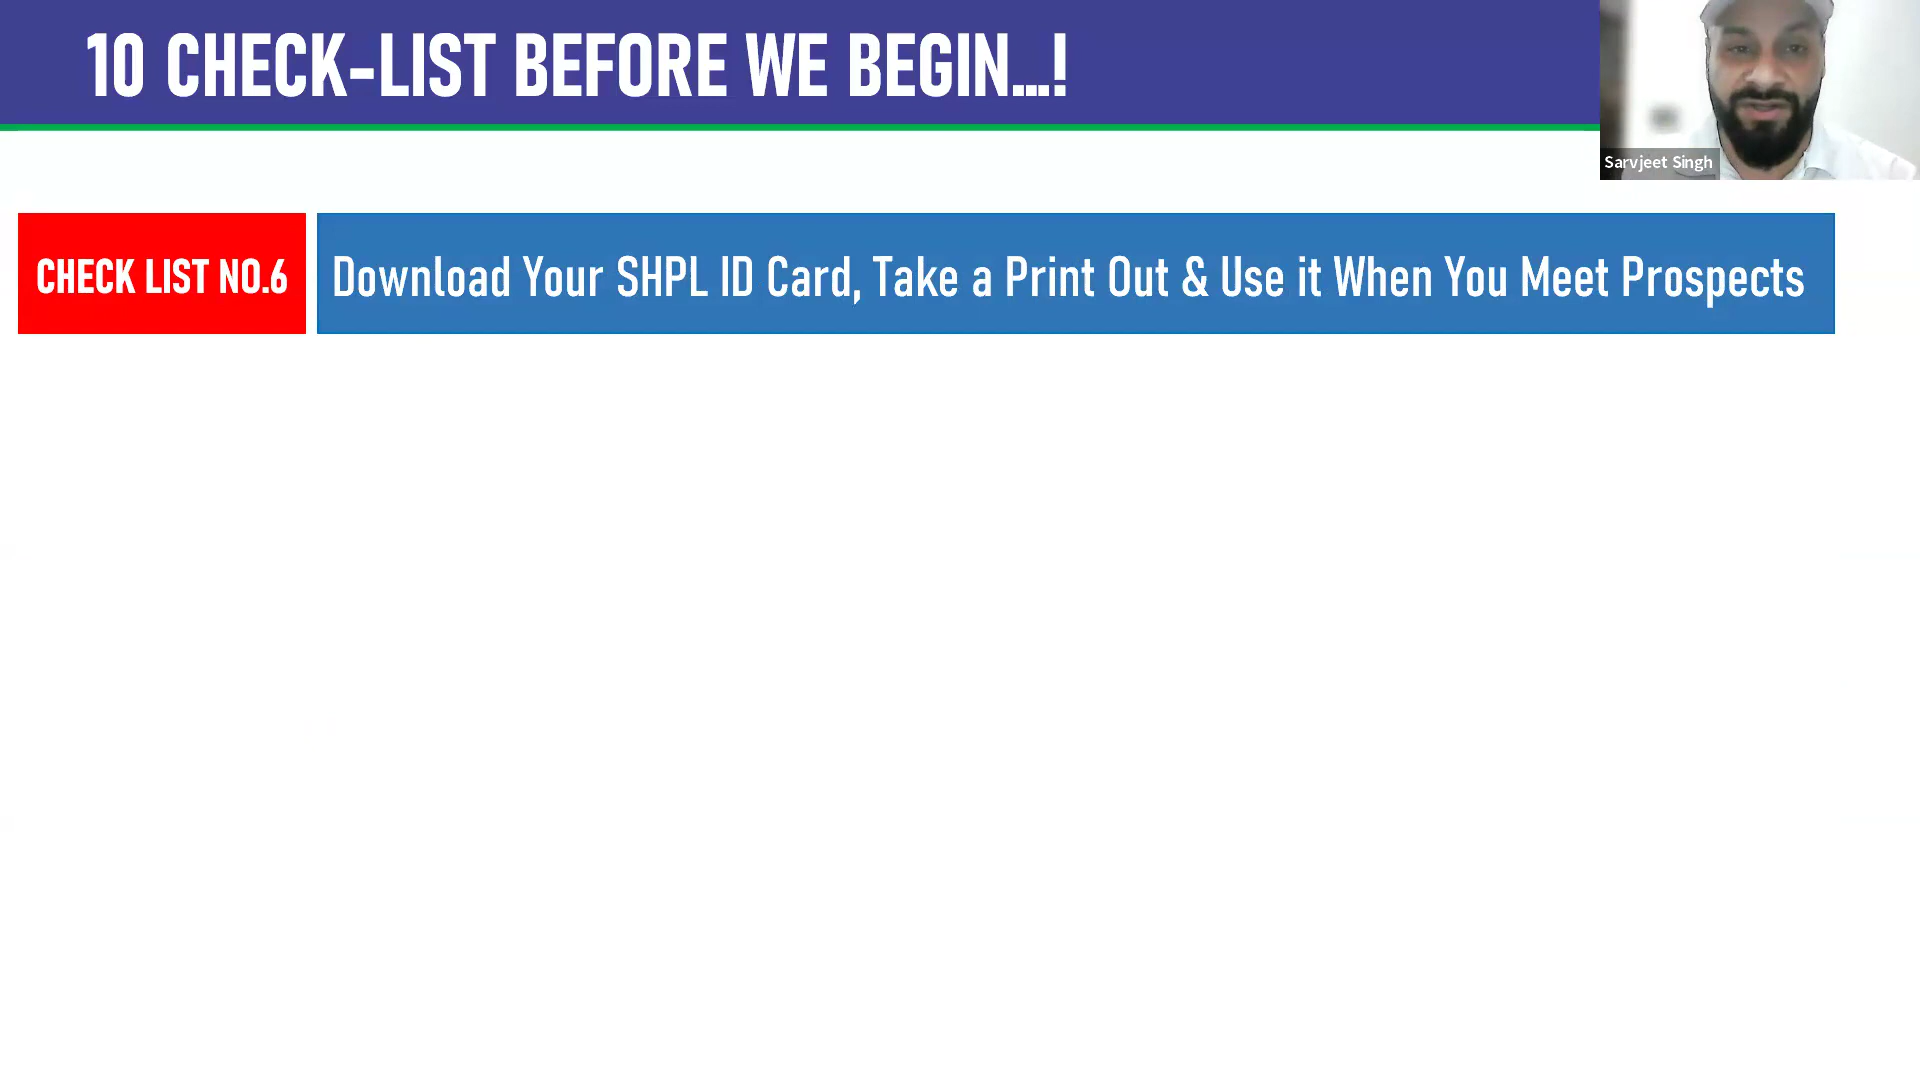 10 CHECK-LIST BEFORE WE BEGIN...!
Sarvjeet Singh
CHECK LIST NO.6
Download Your SHPL ID Card, Take a Print Out & Use it When You Meet Prospects